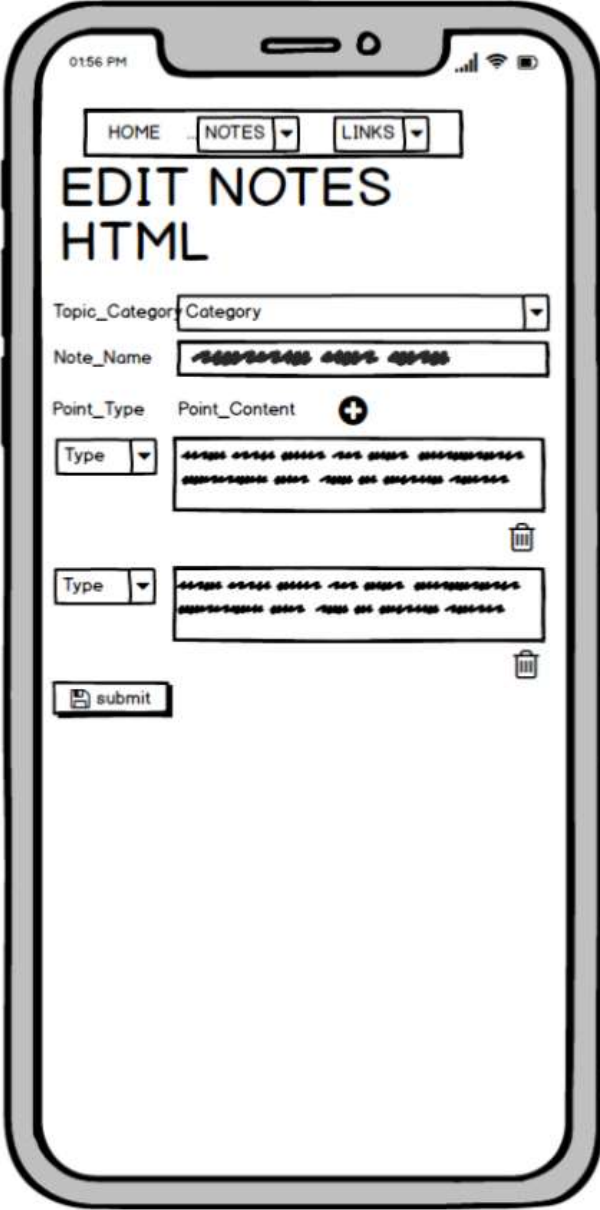 01:56 PM
HOME ... NOTES LINKS
EDIT NOTES
HTML
Topic_Category Category
Note_Name
Point_Type Point_Content
Type
Type
submit